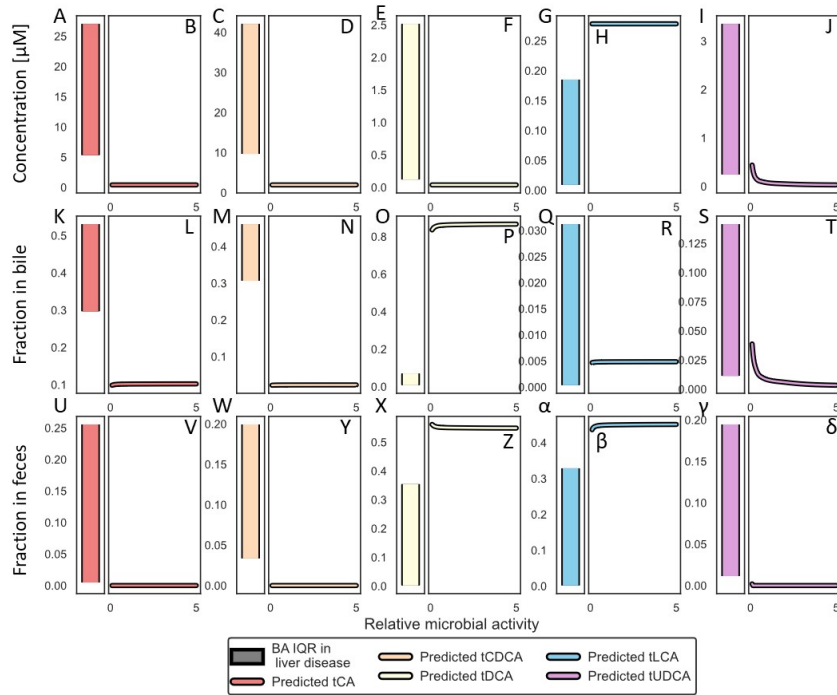 A B C D E F G H I J
Concentration [µM]
25 20 15 10 5 0
40 30 20 10 0
2.5 2.0 1.5 1.0 0.5 0.0
0.25 0.20 0.15 0.10 0.05 0.00
3 2 1 0
0 5 0 5 0 5 0 5 0 5
K L M N O P Q R S T
Fraction in bile
0.5 0.4 0.3 0.2 0.1
0.4 0.3 0.2 0.1
0.8 0.6 0.4 0.2 0.0
0.030 0.025 0.020 0.015 0.010 0.005 0.000
0.125 0.100 0.075 0.050 0.025 0.000
0 5 0 5 0 5 0 5 0 5
U V W Y X Z α β γ δ
Fraction in feces
0.25 0.20 0.15 0.10 0.05 0.00
0.20 0.15 0.10 0.05 0.00
0.5 0.4 0.3 0.2 0.1 0.0
0.4 0.3 0.2 0.1 0.0
0.20 0.15 0.10 0.05 0.00
0 5 0 5 0 5 0 5 0 5
Relative microbial activity
BA IQR in
liver disease
Predicted tCA
Predicted tCDCA
Predicted tDCA
Predicted tLCA
Predicted tUDCA